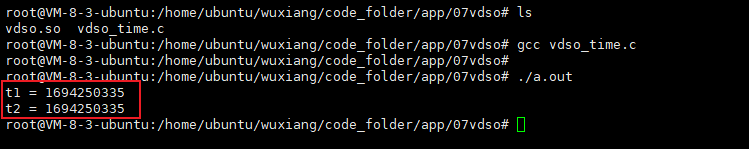 root@VM-8-3-ubuntu:/home/ubuntu/wuxiang/code_folder/app/07vdso# ls
vdso.so  vdso_time.c
root@VM-8-3-ubuntu:/home/ubuntu/wuxiang/code_folder/app/07vdso# gcc vdso_time.c
root@VM-8-3-ubuntu:/home/ubuntu/wuxiang/code_folder/app/07vdso#
root@VM-8-3-ubuntu:/home/ubuntu/wuxiang/code_folder/app/07vdso# ./a.out
t1 = 1694250335
t2 = 1694250335
root@VM-8-3-ubuntu:/home/ubuntu/wuxiang/code_folder/app/07vdso#